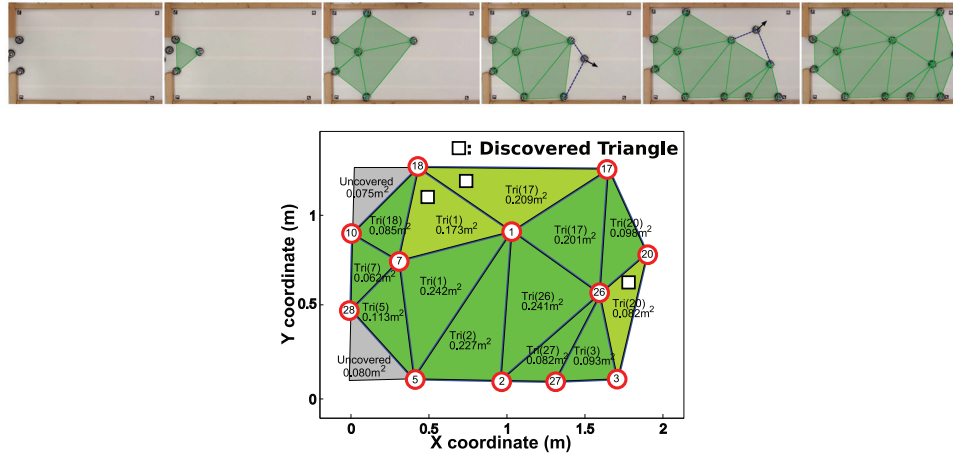 □: Discovered Triangle
18
17
Uncovered
0.075m²
Tri(17)
0.209m²
Tri(18)
0.085m²
Tri(1)
0.173m²
Tri(17)
0.201m²
Tri(20)
0.098m²
10
1
7
20
Tri(7)
0.062m²
Tri(1)
0.242m²
Tri(26)
0.241m²
26
Tri(20)
0.082m²
28
Tri(5)
0.113m²
Tri(2)
0.227m²
Tri(27)
0.082m²
Tri(3)
0.093m²
Uncovered
0.080m²
5
2
27
3
1
0.5
0
Y coordinate (m)
0 0.5 1 1.5 2
X coordinate (m)